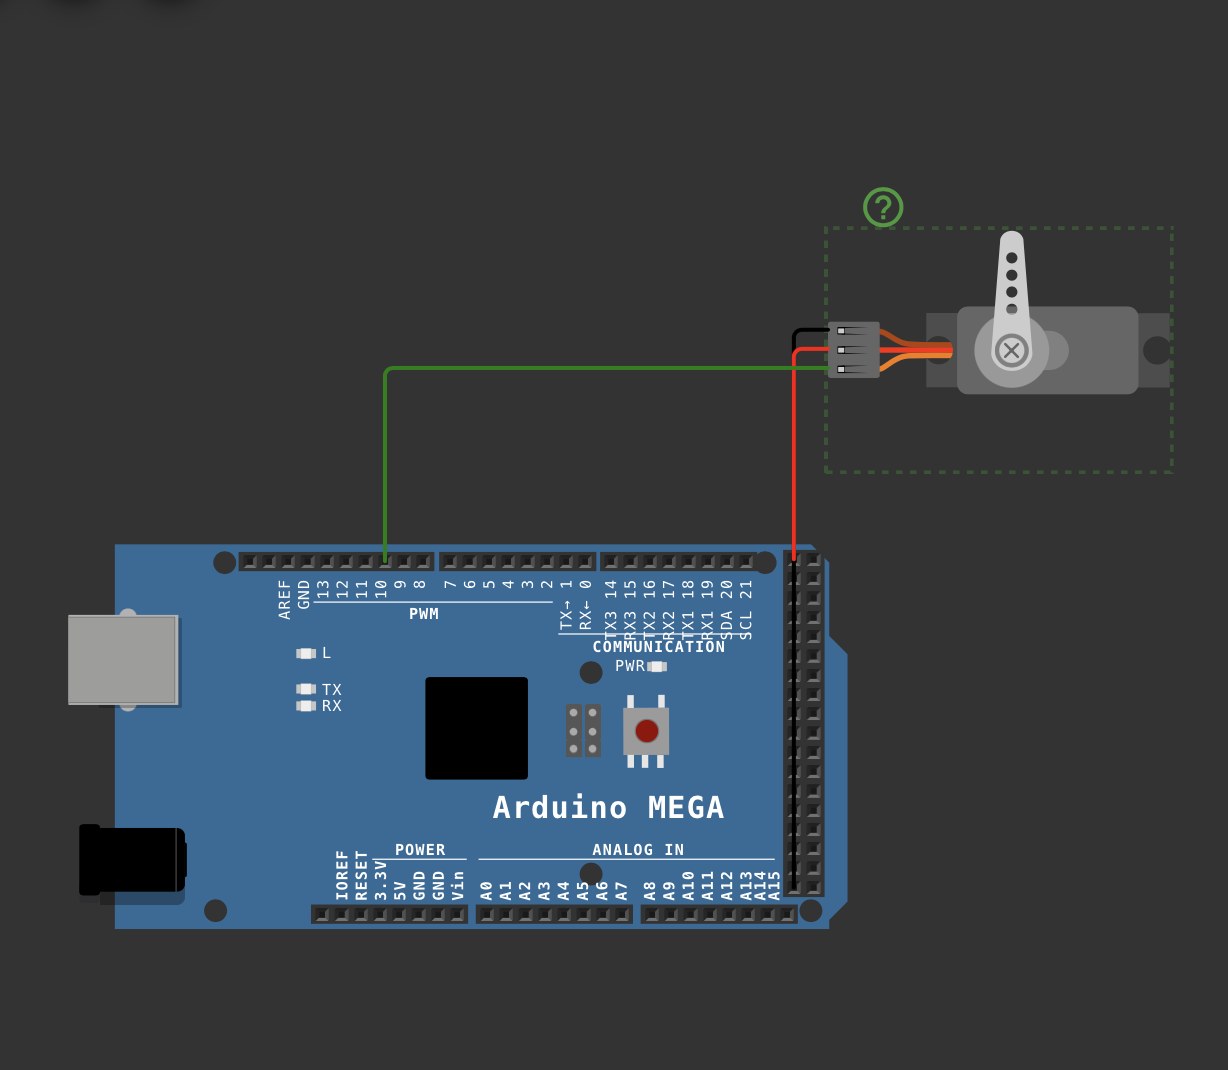 ?
AREF
GND
13
12
11
10
9
8
7
6
5
4
3
2
TX→ 1
RX← 0
TX3 14
RX3 15
TX2 16
RX2 17
TX1 18
RX1 19
SDA 20
SCL 21
PWM
COMMUNICATION
PWR
L
TX
RX
Arduino MEGA
POWER
ANALOG IN
IOREF
RESET
3.3V
5V
GND
GND
Vin
A0
A1
A2
A3
A4
A5
A6
A7
A8
A9
A10
A11
A12
A13
A14
A15